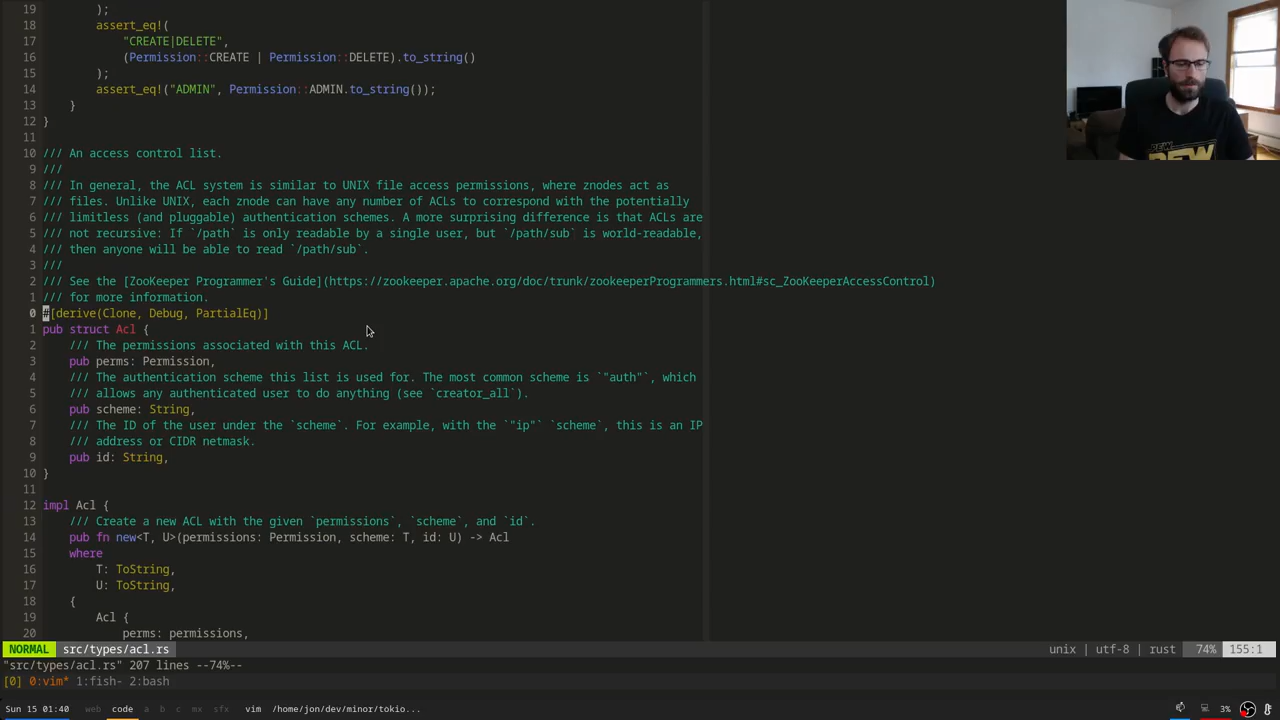 19         );
18         assert_eq!(
17             "CREATE|DELETE",
16             (Permission::CREATE | Permission::DELETE).to_string()
15         );
14         assert_eq!("ADMIN", Permission::ADMIN.to_string());
13     }
12 }
11
10 /// An access control list.
9 ///
8 /// In general, the ACL system is similar to UNIX file access permissions, where znodes act as
7 /// files. Unlike UNIX, each znode can have any number of ACLs to correspond with the potentially
6 /// limitless (and pluggable) authentication schemes. A more surprising difference is that ACLs are
5 /// not recursive: If `/path` is only readable by a single user, but `/path/sub` is world-readable,
4 /// then anyone will be able to read `/path/sub`.
3 ///
2 /// See the [ZooKeeper Programmer's Guide](https://zookeeper.apache.org/doc/trunk/zookeeperProgrammers.html#sc_ZooKeeperAccessControl)
1 /// for more information.
0 #[derive(Clone, Debug, PartialEq)]
1 pub struct Acl {
2     /// The permissions associated with this ACL.
3     pub perms: Permission,
4     /// The authentication scheme this list is used for. The most common scheme is `"auth"`, which
5     /// allows any authenticated user to do anything (see `creator_all`).
6     pub scheme: String,
7     /// The ID of the user under the `scheme`. For example, with the `"ip"` `scheme`, this is an IP
8     /// address or CIDR netmask.
9     pub id: String,
10 }
11
12 impl Acl {
13     /// Create a new ACL with the given `permissions`, `scheme`, and `id`.
14     pub fn new<T, U>(permissions: Permission, scheme: T, id: U) -> Acl
15     where
16         T: ToString,
17         U: ToString,
18     {
19         Acl {
20             perms: permissions,
NORMAL src/types/acl.rs unix | utf-8 | rust 74% 155:1
"src/types/acl.rs" 207 lines --74%--
[0] 0:vim* 1:fish- 2:bash
Sun 15 01:40 web code a b c mx sfx vim /home/jon/dev/minor/tokio... 3%